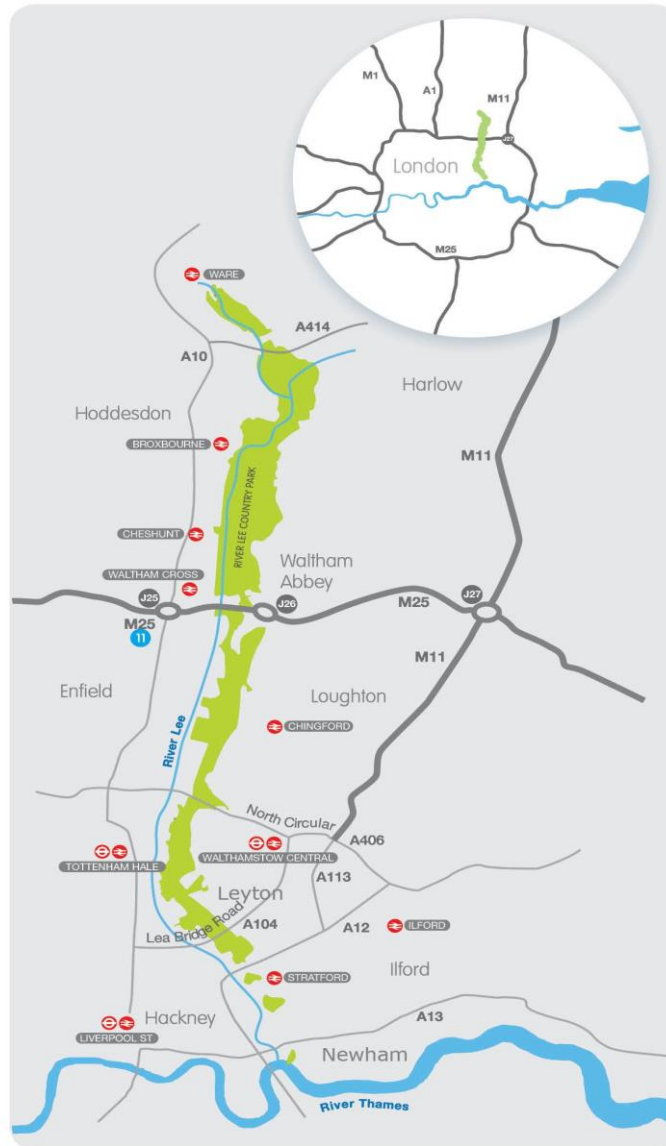 M1
A1
M11
J27
London
M25
WARE
A414
A10
Harlow
Hoddesdon
BROXBOURNE
M11
RIVER LEE COUNTRY PARK
CHESHUNT
Waltham
Abbey
WALTHAM CROSS
J25
J26
J27
M25
M25
11
M11
Enfield
Loughton
River Lee
CHINGFORD
North Circular
A406
TOTTENHAM HALE
WALTHAMSTOW CENTRAL
A113
Leyton
Lea Bridge Road
A104
A12
ILFORD
Ilford
STRATFORD
Hackney
LIVERPOOL ST
A13
Newham
River Thames